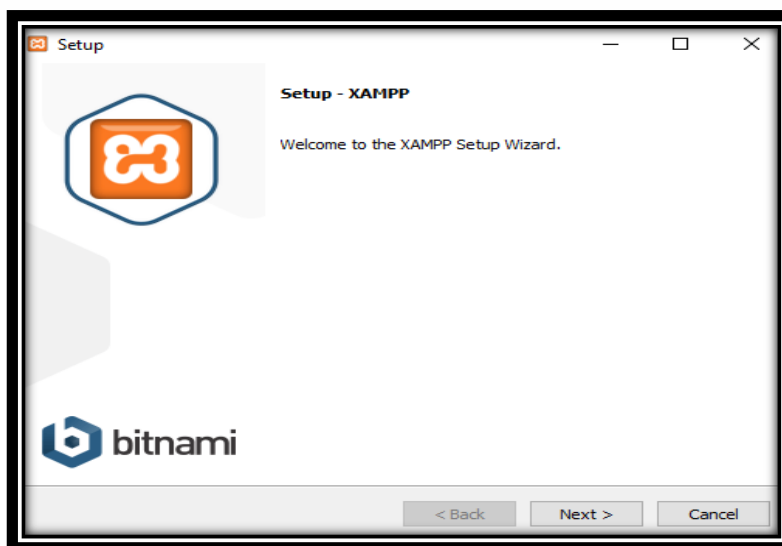 Setup
Setup - XAMPP
Welcome to the XAMPP Setup Wizard.
bitnami
< Back
Next >
Cancel